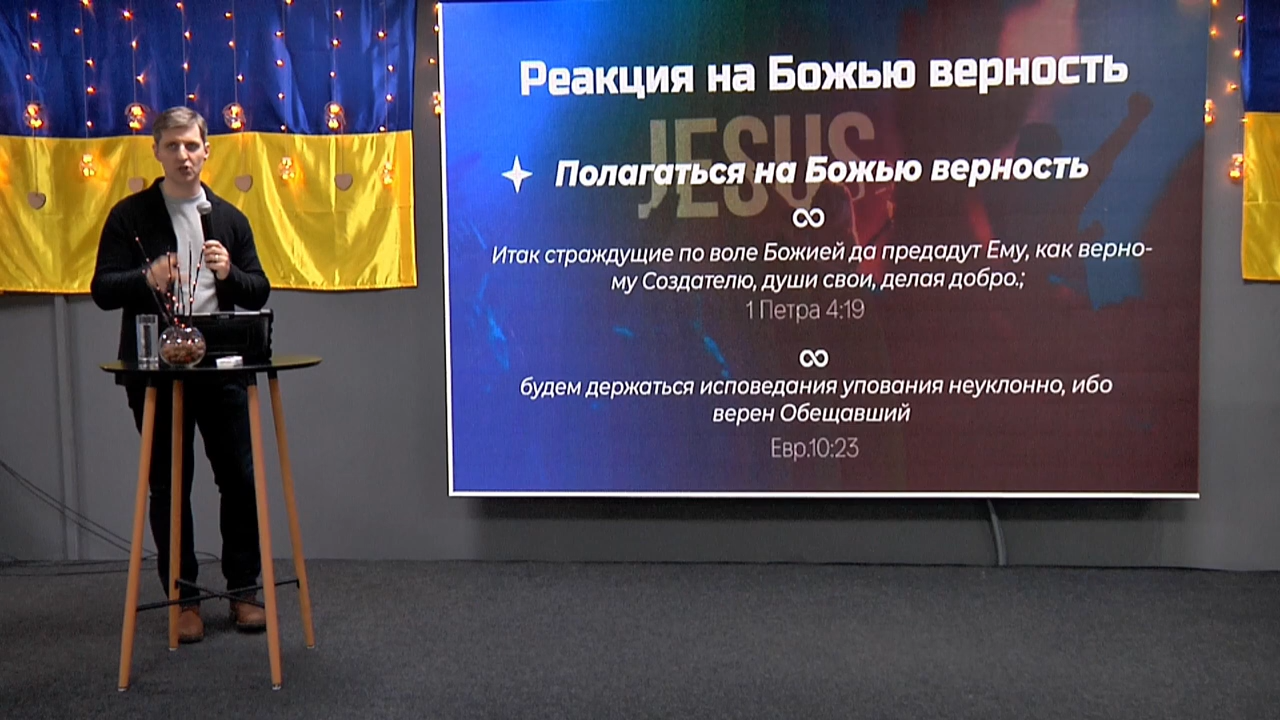 Реакция на Божью верность
JESUS
Полагаться на Божью верность
Итак страждущие по воле Божией да предадут Ему, как верно-
му Создателю, души свои, делая добро.;
1 Петра 4:19
будем держаться исповедания упования неуклонно, ибо
верен Обещавший
Евр.10:23